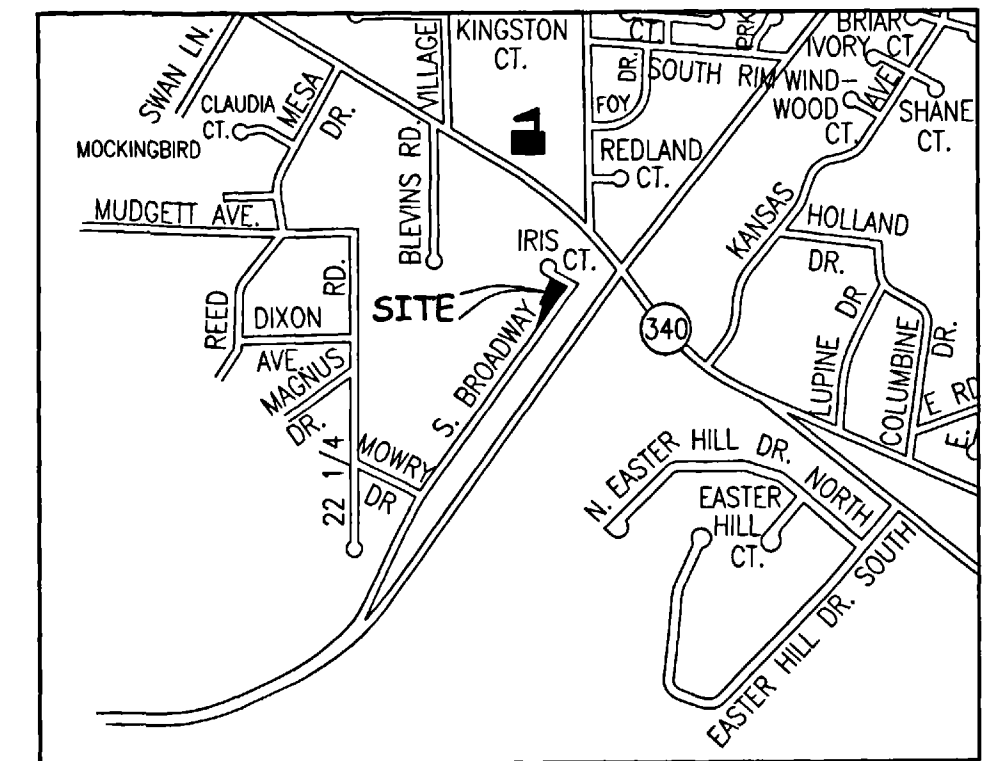 SWAN LN.
CLAUDIA
CT.
MESA
DR.
MOCKINGBIRD
MUDGETT AVE.
VILLAGE
BLEVINS RD.
KINGSTON
CT.
CT.
DR.
FOY
PRK
SOUTH RIM
REDLAND
CT.
BRIAR
IVORY CT.
WIND-
WOOD
CT.
AVE
SHANE
CT.
KANSAS
HOLLAND
DR.
IRIS
CT.
SITE
S. BROADWAY
340
REED
DIXON
AVE.
RD.
MAGNUS
DR.
22 1 4
MOWRY
DR
LUPINE DR
COLUMBINE
DR.
E RD
E.
N. EASTER HILL DR. NORTH
EASTER
HILL
CT.
EASTER HILL DR. SOUTH